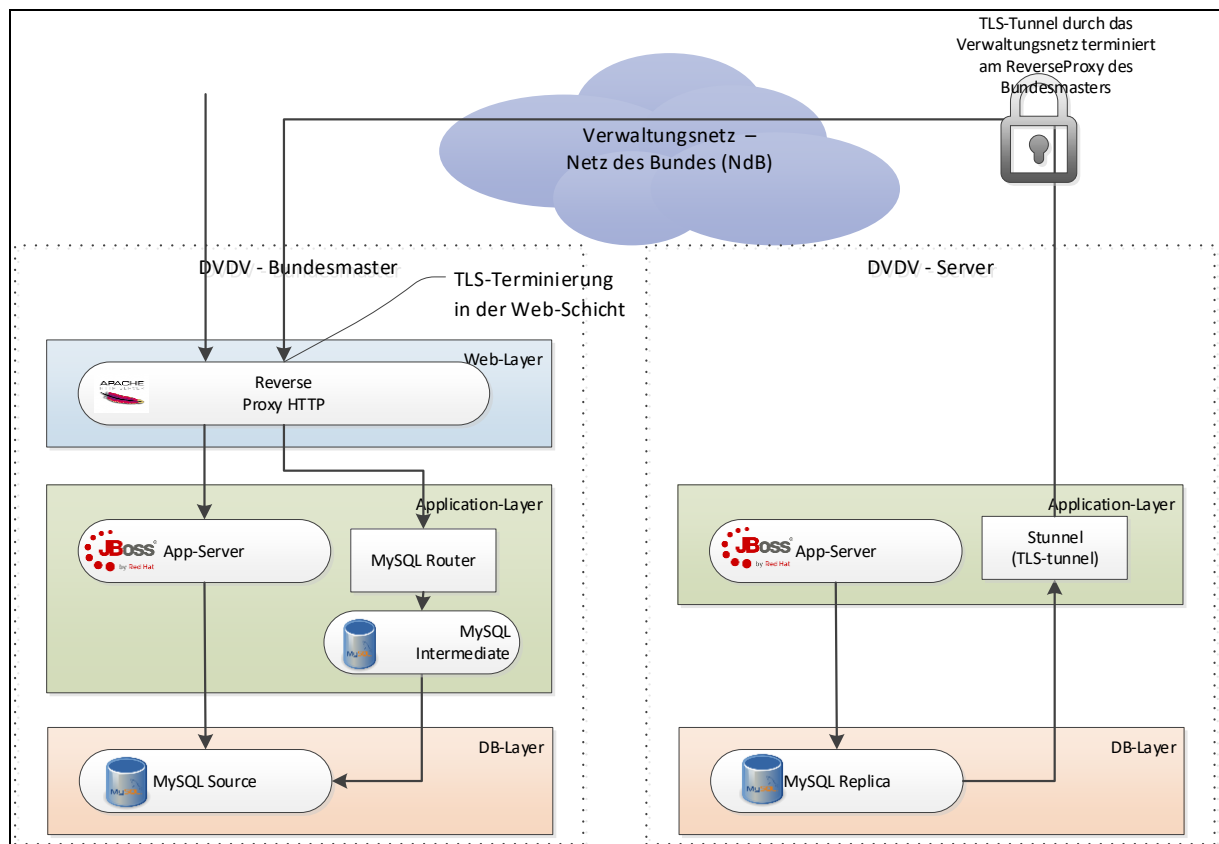 TLS-Tunnel durch das
Verwaltungsnetz terminiert
am ReverseProxy des
Bundesmasters
Verwaltungsnetz –
Netz des Bundes (NdB)
DVDV - Bundesmaster
TLS-Terminierung
in der Web-Schicht
Web-Layer
APACHE
Reverse
Proxy HTTP
Application-Layer
JBoss
by Red Hat
App-Server
MySQL Router
MySQL
MySQL
Intermediate
DB-Layer
MySQL
MySQL Source
DVDV - Server
Application-Layer
JBoss
by Red Hat
App-Server
Stunnel
(TLS-tunnel)
DB-Layer
MySQL
MySQL Replica